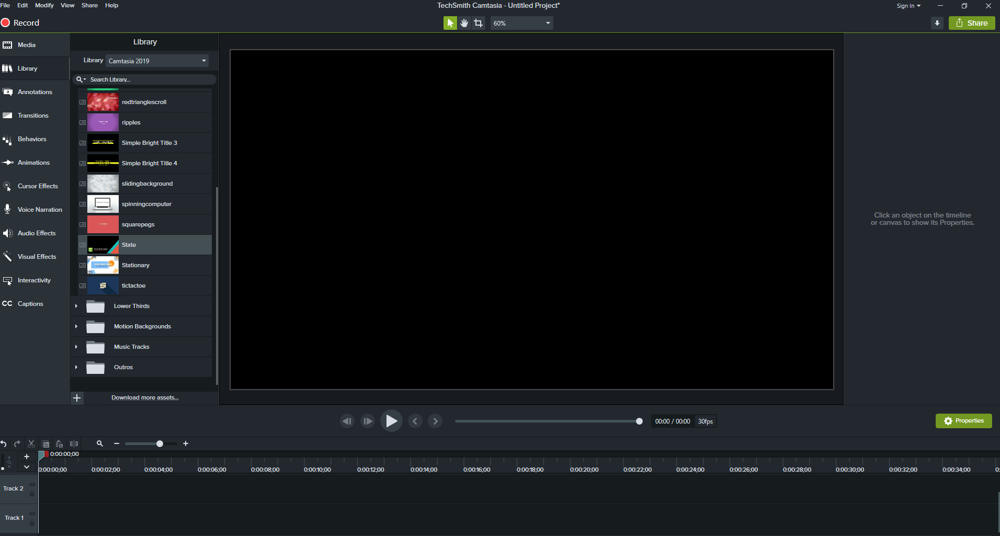 File Edit Modify View Share Help
TechSmith Camtasia - Untitled Project*
Sign In
Record
60%
Share
Media
Library
Annotations
Transitions
Behaviors
Animations
Cursor Effects
Voice Narration
Audio Effects
Visual Effects
Interactivity
CC Captions
Library
Library Camtasia 2019
Search Library...
redtrianglescroll
ripples
Simple Bright Title 3
Simple Bright Title 4
slidingbackground
spinningcomputer
squarepegs
State
Stationary
tictactoe
Lower Thirds
Motion Backgrounds
Music Tracks
Outros
Download more assets...
Click an object on the timeline
or canvas to show its Properties.
00:00 / 00:00 30fps
Properties
0:00:00;00
0:00:00;00 0:00:02;00 0:00:04;00 0:00:06;00 0:00:08;00 0:00:10;00 0:00:12;00 0:00:14;00 0:00:16;00 0:00:18;00 0:00:20;00 0:00:22;00 0:00:24;00 0:00:26;00 0:00:28;00 0:00:30;00 0:00:32;00 0:00:34;00
Track 2
Track 1